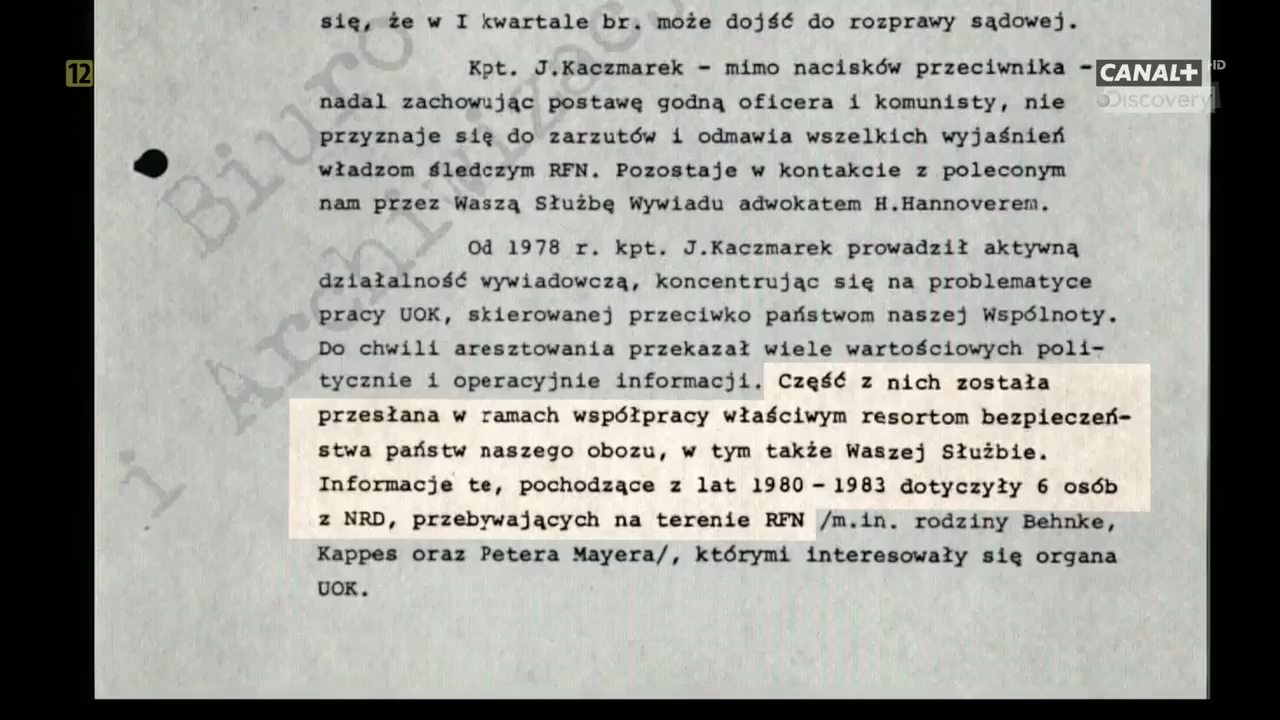 się, że w I kwartale br. może dojść do rozprawy sądowej.
12
CANAL+ HD
Discovery
Kpt. J.Kaczmarek – mimo nacisków przeciwnika –
nadal zachowując postawę godną oficera i komunisty, nie
przyznaje się do zarzutów i odmawia wszelkich wyjaśnień
władzom śledczym RFN. Pozostaje w kontakcie z poleconym
nam przez Waszą Służbę Wywiadu adwokatem H.Hannoverem.
Od 1978 r. kpt. J.Kaczmarek prowadził aktywną
działalność wywiadowczą, koncentrując się na problematyce
pracy UOK, skierowanej przeciwko państwom naszej Wspólnoty.
Do chwili aresztowania przekazał wiele wartościowych poli-
tycznie i operacyjnie informacji. Część z nich została
przesłana w ramach współpracy właściwym resortom bezpieczeń-
stwa państw naszego obozu, w tym także Waszej Służbie.
Informacje te, pochodzące z lat 1980 – 1983 dotyczyły 6 osób
z NRD, przebywających na terenie RFN /m.in. rodziny Behnke,
Kappes oraz Petera Mayera/, którymi interesowały się organa
UOK.
Biuro
i